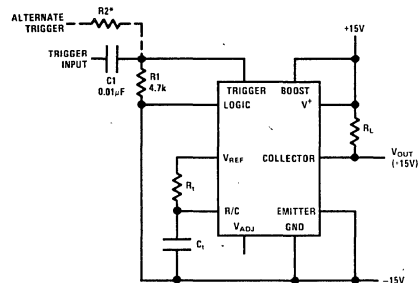 ALTERNATE
TRIGGER
R2*
+15V
TRIGGER
INPUT
C1
0.01μF
R1
4.7k
TRIGGER
BOOST
LOGIC
V+
RL
VREF
COLLECTOR
VOUT
(-15V)
Rt
R/C
EMITTER
VADJ
GND
Ct
-15V